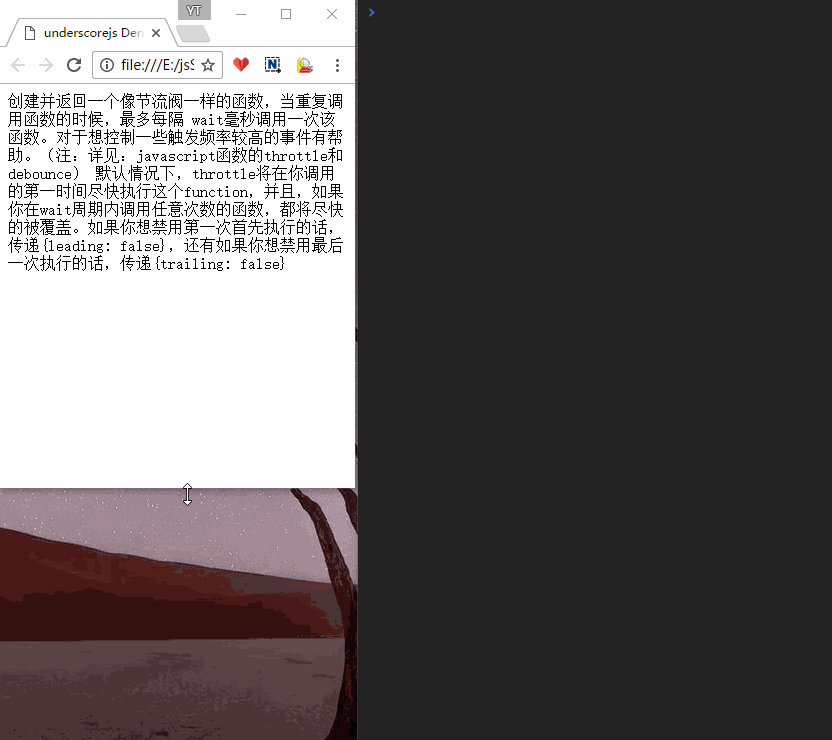 YT
underscorejs Den
file:///E:/jsS
创建并返回一个像节流阀一样的函数，当重复调
用函数的时候，最多每隔 wait毫秒调用一次该
函数。对于想控制一些触发频率较高的事件有帮
助。（注：详见：javascript函数的throttle和
debounce） 默认情况下，throttle将在你调用
的第一时间尽快执行这个function，并且，如果
你在wait周期内调用任意次数的函数，都将尽快
的被覆盖。如果你想禁用第一次首先执行的话，
传递{leading: false}，还有如果你想禁用最后
一次执行的话，传递{trailing: false}